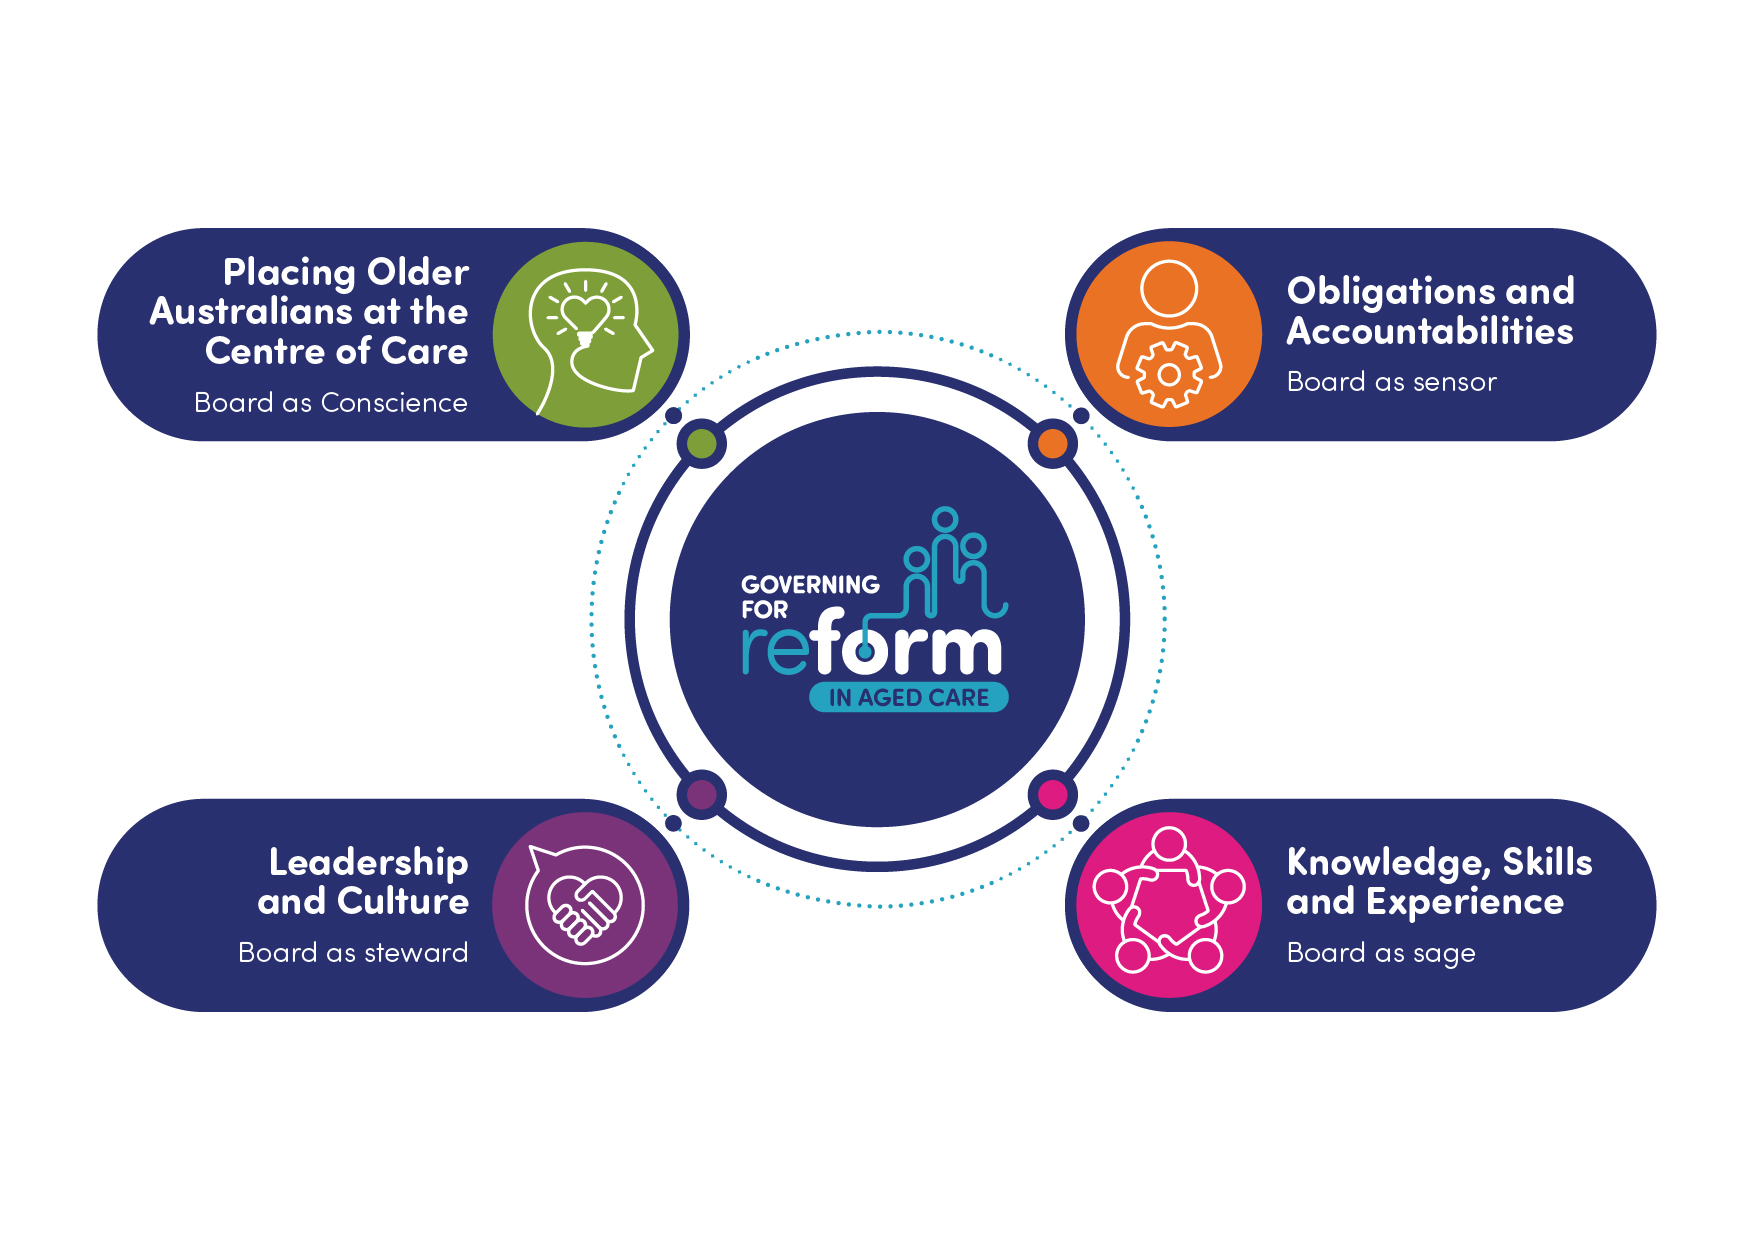 Placing Older
Australians at the
Centre of Care
Board as Conscience
Obligations and
Accountabilities
Board as sensor
GOVERNING
FOR
reform
IN AGED CARE
Leadership
and Culture
Board as steward
Knowledge, Skills
and Experience
Board as sage